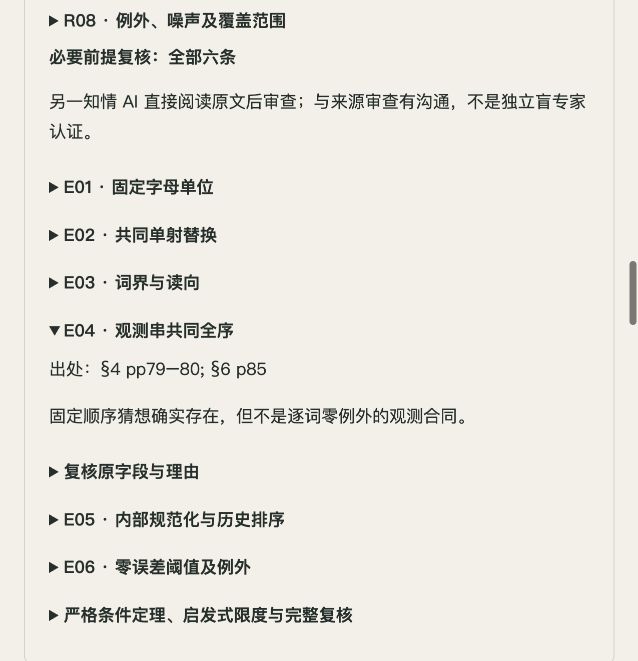 ▶ R08 · 例外、噪声及覆盖范围
必要前提复核：全部六条
另一知情 AI 直接阅读原文后审查；与来源审查有沟通，不是独立盲专家
认证。
▶ E01 · 固定字母单位
▶ E02 · 共同单射替换
▶ E03 · 词界与读向
▼ E04 · 观测串共同全序
出处：§4 pp79–80; §6 p85
固定顺序猜想确实存在，但不是逐词零例外的观测合同。
▶ 复核原字段与理由
▶ E05 · 内部规范化与历史排序
▶ E06 · 零误差阈值及例外
▶ 严格条件定理、启发式限度与完整复核